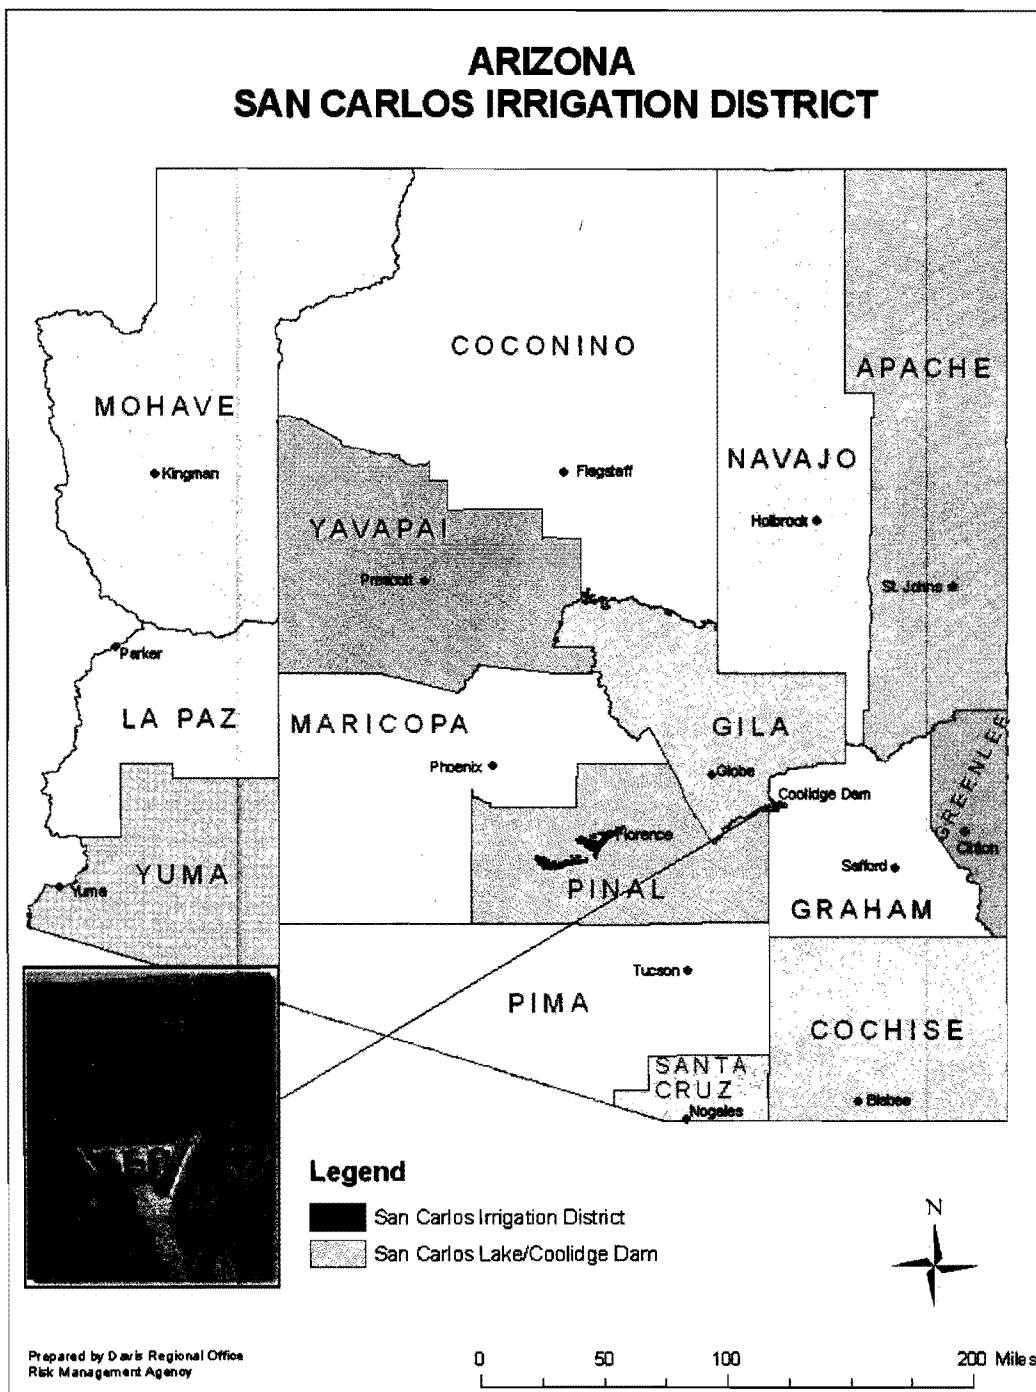 ARIZONA
SAN CARLOS IRRIGATION DISTRICT
COCONINO
APACHE
MOHAVE
NAVAJO
Kingman
Flagstaff
Holbrook
YAVAPAI
Prescott
St. Johns
Parker
LA PAZ
MARICOPA
GILA
GREENLEE
Phoenix
Globe
Coolidge Dam
Florence
Clifton
YUMA
Yuma
PINAL
Safford
GRAHAM
Tucson
PIMA
COCHISE
SANTA
CRUZ
Nogales
Bisbee
Legend
San Carlos Irrigation District
San Carlos Lake/Coolidge Dam
N
Prepared by Davis Regional Office
Risk Management Agency
0 50 100 200 Miles